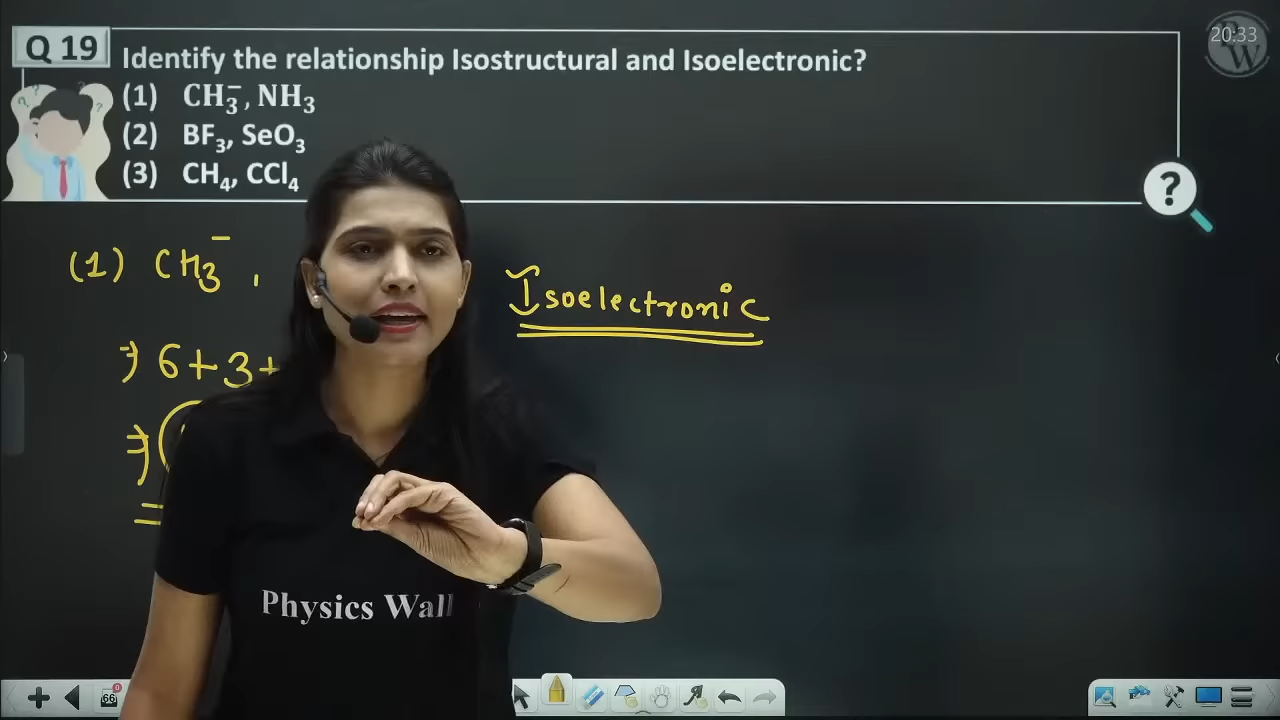 Q 19 Identify the relationship Isostructural and Isoelectronic?
20:33
(1) CH₃⁻, NH₃
(2) BF₃, SeO₃
(3) CH₄, CCl₄
?
(1) CH₃⁻,
Isoelectronic
⇒ 6+3+
⇒
Physics Wall
66